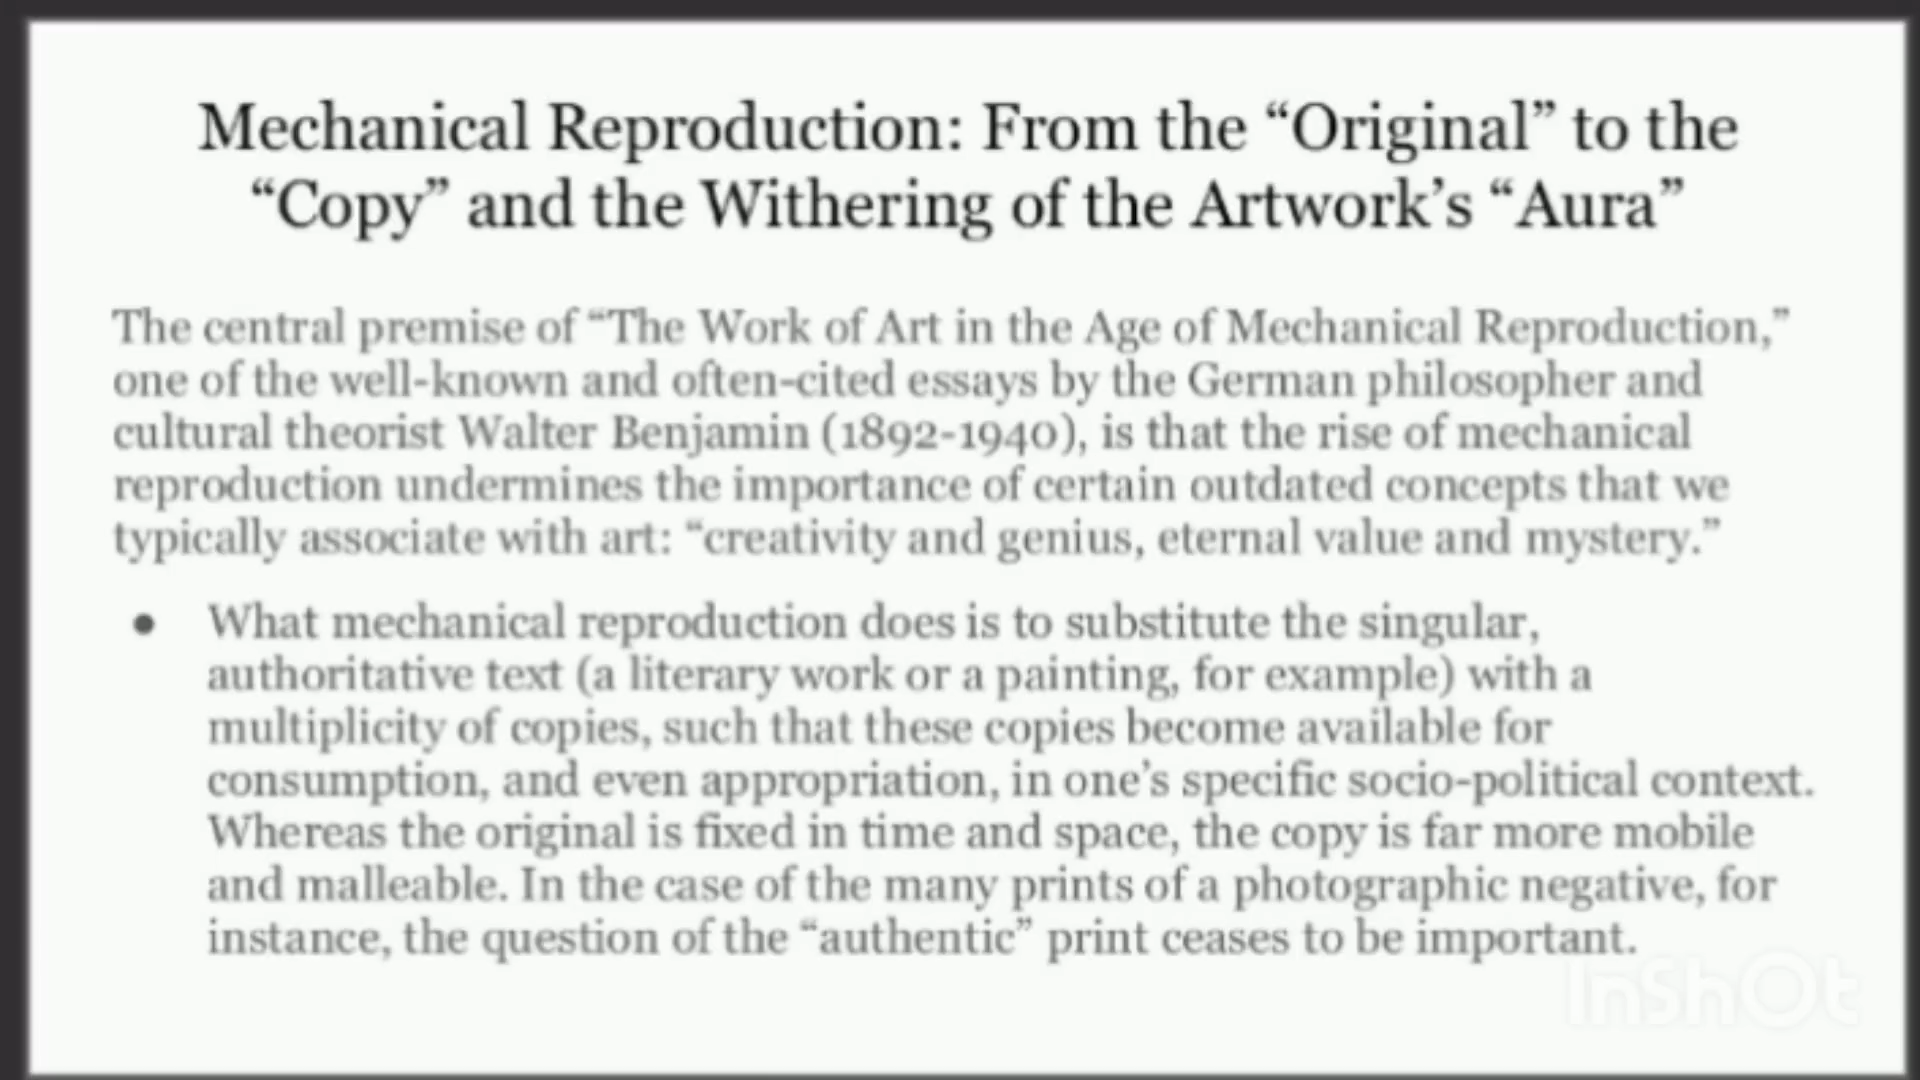 Mechanical Reproduction: From the “Original” to the
“Copy” and the Withering of the Artwork’s “Aura”
The central premise of “The Work of Art in the Age of Mechanical Reproduction,”
one of the well-known and often-cited essays by the German philosopher and
cultural theorist Walter Benjamin (1892-1940), is that the rise of mechanical
reproduction undermines the importance of certain outdated concepts that we
typically associate with art: “creativity and genius, eternal value and mystery.”
● What mechanical reproduction does is to substitute the singular,
authoritative text (a literary work or a painting, for example) with a
multiplicity of copies, such that these copies become available for
consumption, and even appropriation, in one’s specific socio-political context.
Whereas the original is fixed in time and space, the copy is far more mobile
and malleable. In the case of the many prints of a photographic negative, for
instance, the question of the “authentic” print ceases to be important.
InShOt